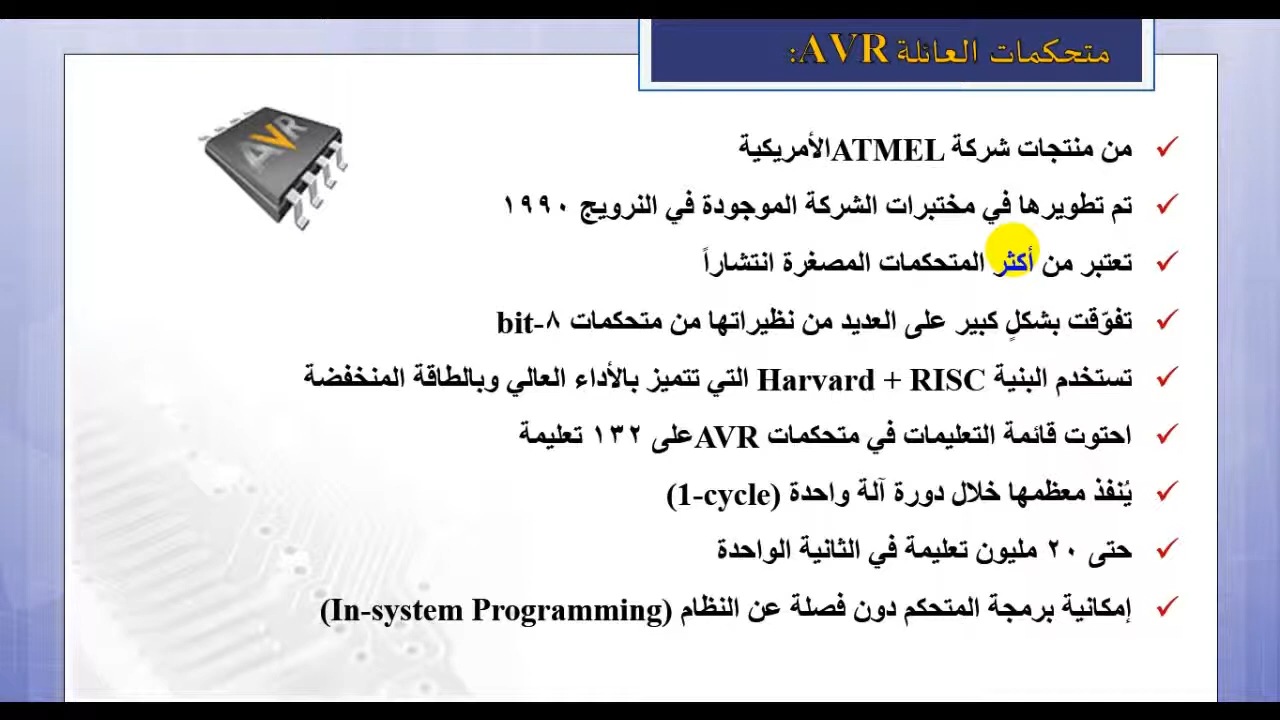 متحكمات العائلة AVR:
AVR
من منتجات شركة ATMELالأمريكية
تم تطويرها في مختبرات الشركة الموجودة في النرويج ١٩٩٠
تعتبر من أكثر المتحكمات المصغرة انتشاراً
تفوّقت بشكلٍ كبير على العديد من نظيراتها من متحكمات ٨-bit
تستخدم البنية Harvard + RISC التي تتميز بالأداء العالي وبالطاقة المنخفضة
احتوت قائمة التعليمات في متحكمات AVRعلى ١٣٢ تعليمة
يُنفذ معظمها خلال دورة آلة واحدة (1-cycle)
حتى ٢٠ مليون تعليمة في الثانية الواحدة
إمكانية برمجة المتحكم دون فصلة عن النظام (In-system Programming)